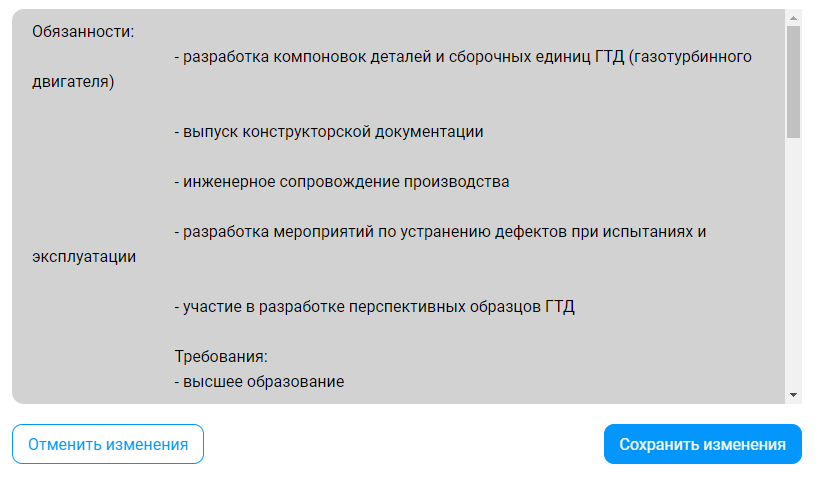 Обязанности:
- разработка компоновок деталей и сборочных единиц ГТД (газотурбинного
двигателя)
- выпуск конструкторской документации
- инженерное сопровождение производства
- разработка мероприятий по устранению дефектов при испытаниях и
эксплуатации
- участие в разработке перспективных образцов ГТД
Требования:
- высшее образование
Отменить изменения
Сохранить изменения